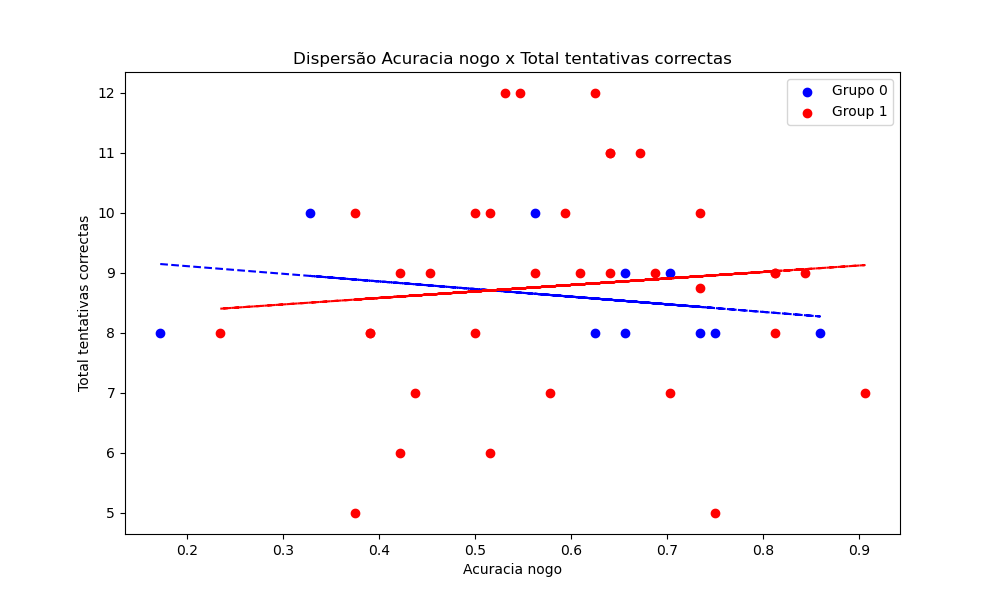 Dispersão Acuracia nogo x Total tentativas correctas
Grupo 0
Group 1
Total tentativas correctas
12
11
10
9
8
7
6
5
0.2 0.3 0.4 0.5 0.6 0.7 0.8 0.9
Acuracia nogo